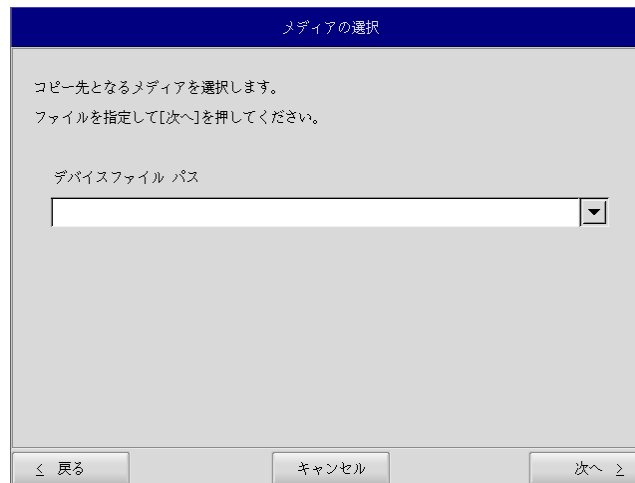 メディアの選択
コピー先となるメディアを選択します。
ファイルを指定して[次へ]を押してください。
デバイスファイル パス
< 戻る
キャンセル
次へ >